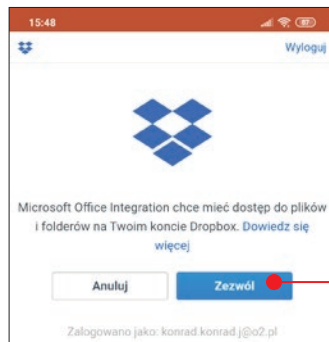 15:48
87
Wyloguj
Microsoft Office Integration chce mieć dostęp do plików
i folderów na Twoim koncie Dropbox. Dowiedz się
więcej
Anuluj Zezwól
Zalogowano jako: konrad.konrad.j@o2.pl